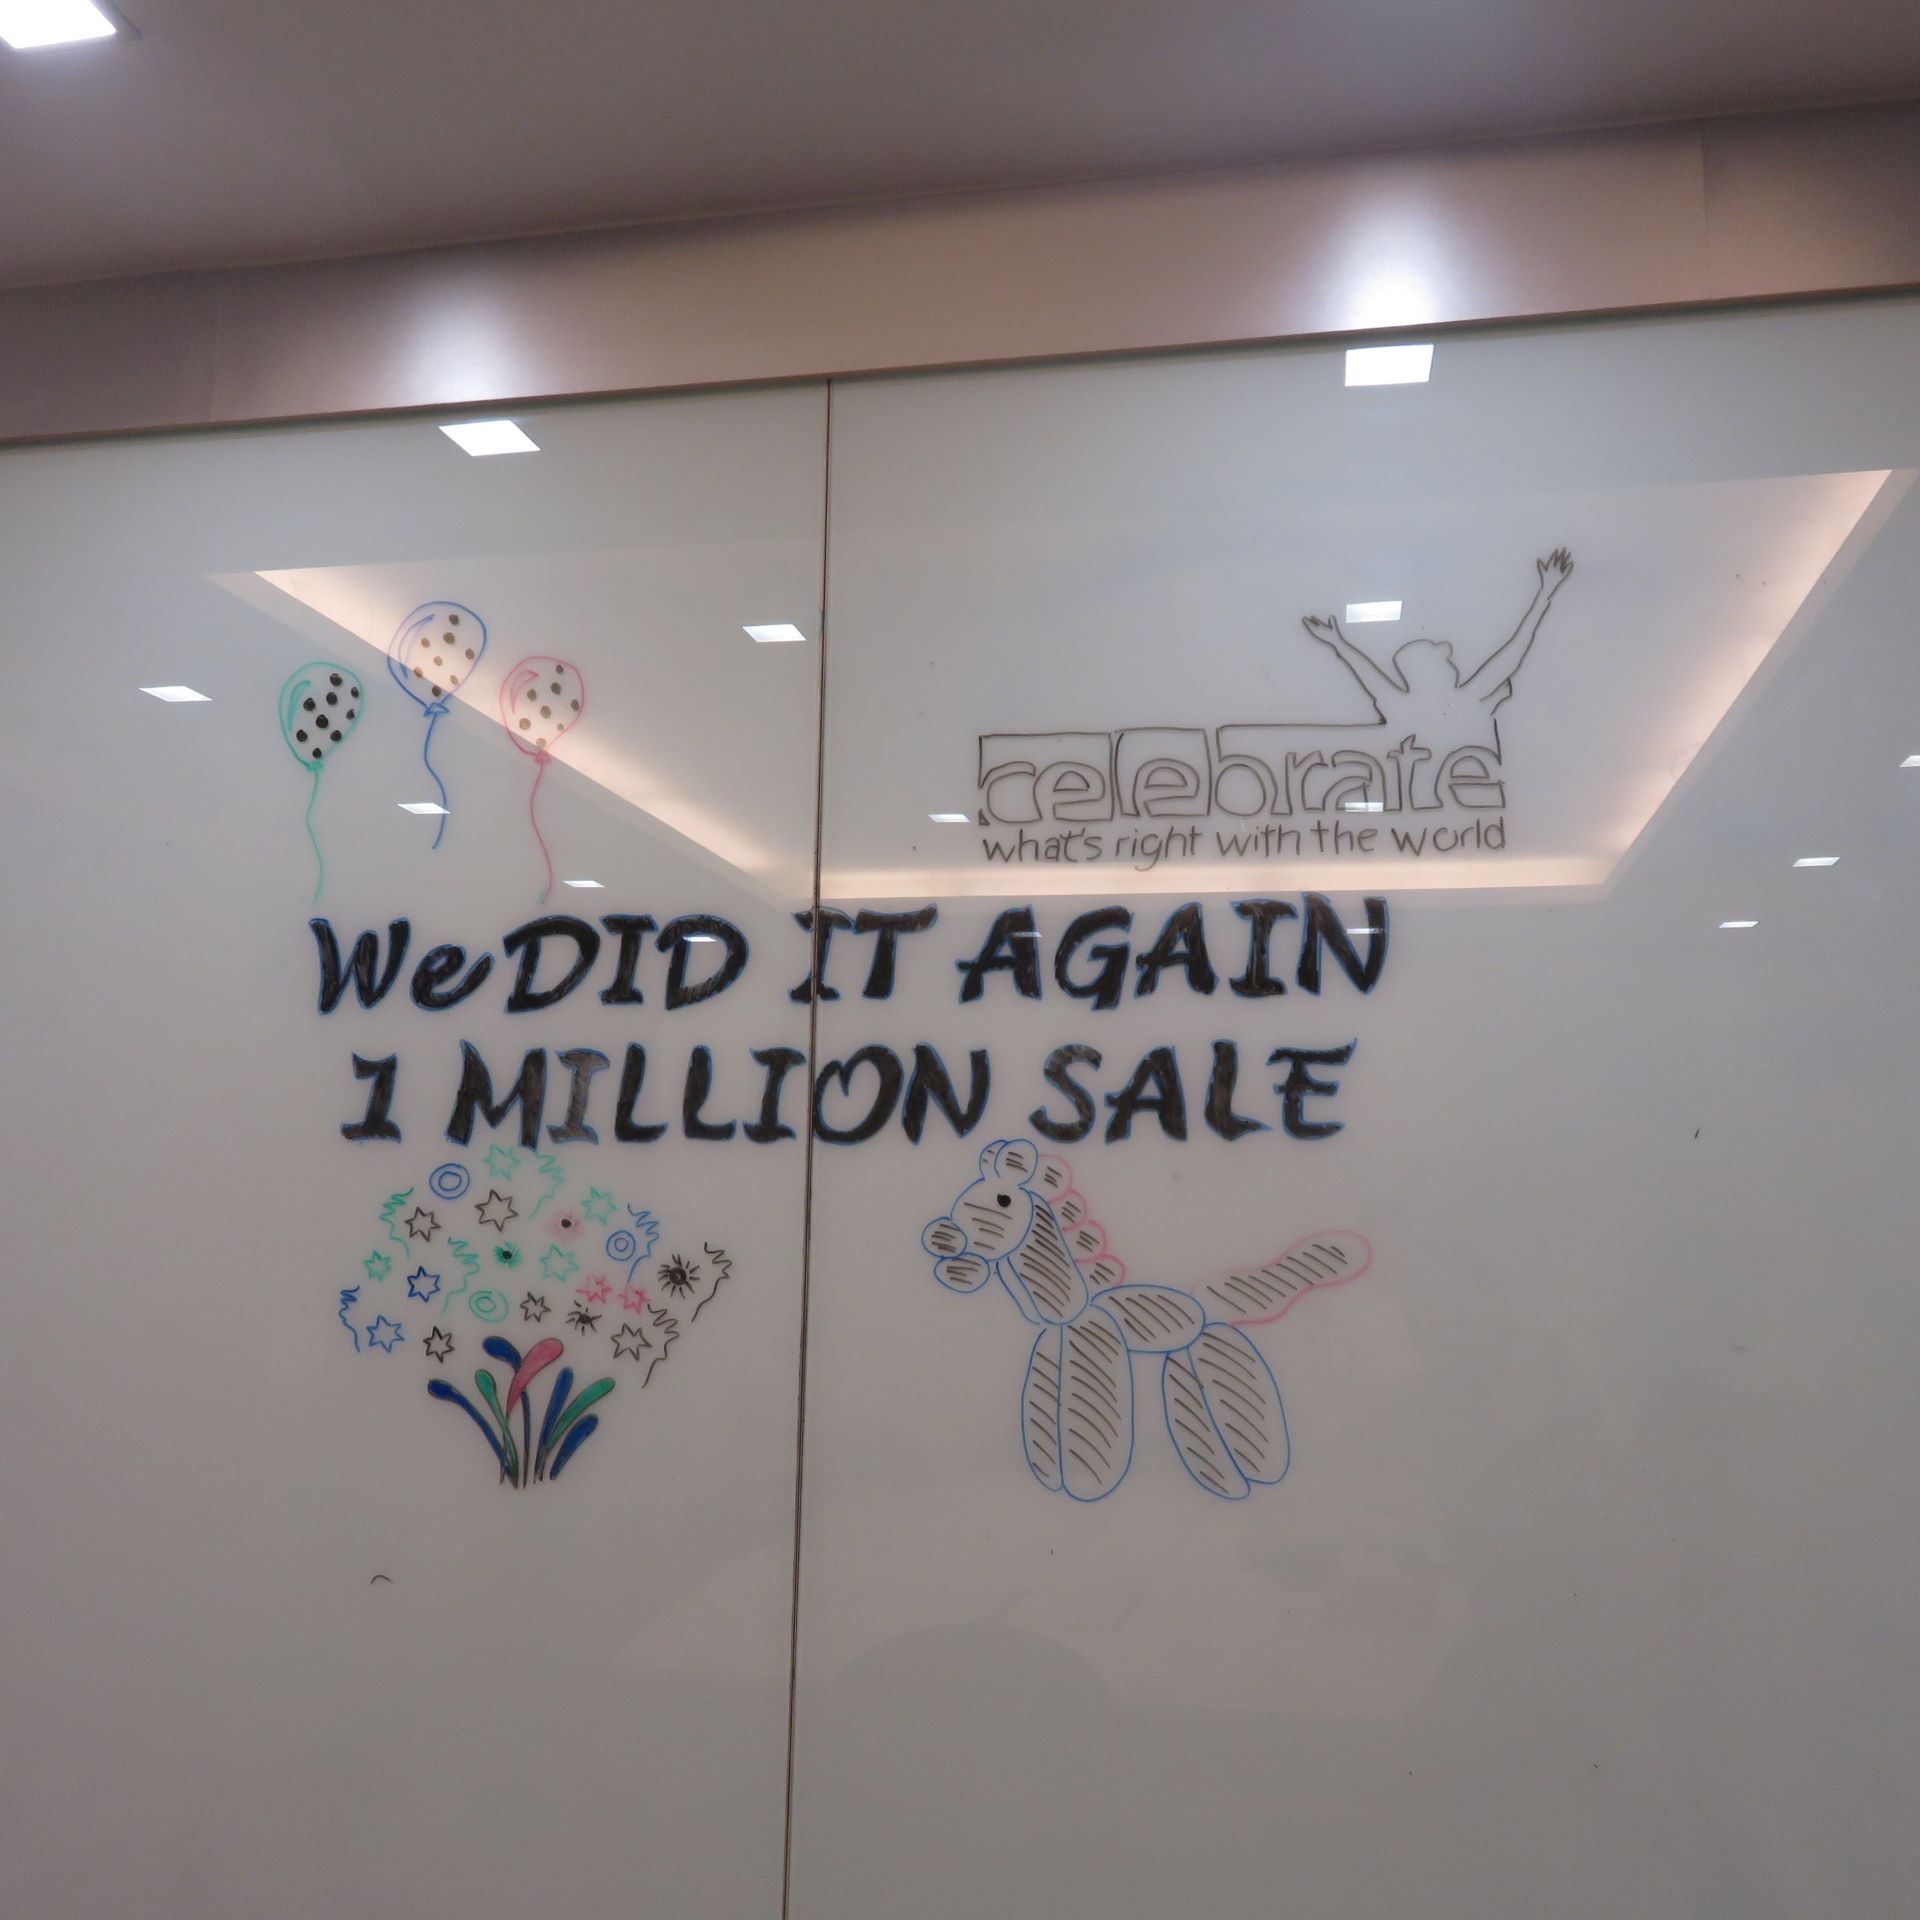 celebrate
what's right with the world
We DID IT AGAIN
1 MILLION SALE